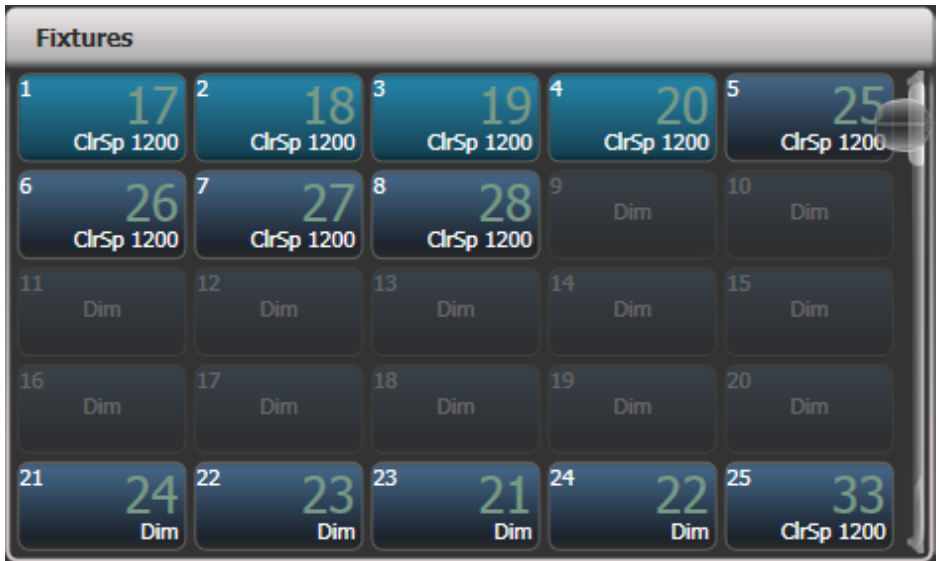 Fixtures
1 17 2 18 3 19 4 20 5 25
ClrSp 1200 ClrSp 1200 ClrSp 1200 ClrSp 1200 ClrSp 1200
6 26 7 27 8 28 9 10
ClrSp 1200 ClrSp 1200 ClrSp 1200 Dim Dim
11 12 13 14 15
Dim Dim Dim Dim Dim
16 17 18 19 20
Dim Dim Dim Dim Dim
21 24 22 23 23 21 24 22 25 33
Dim Dim Dim Dim ClrSp 1200